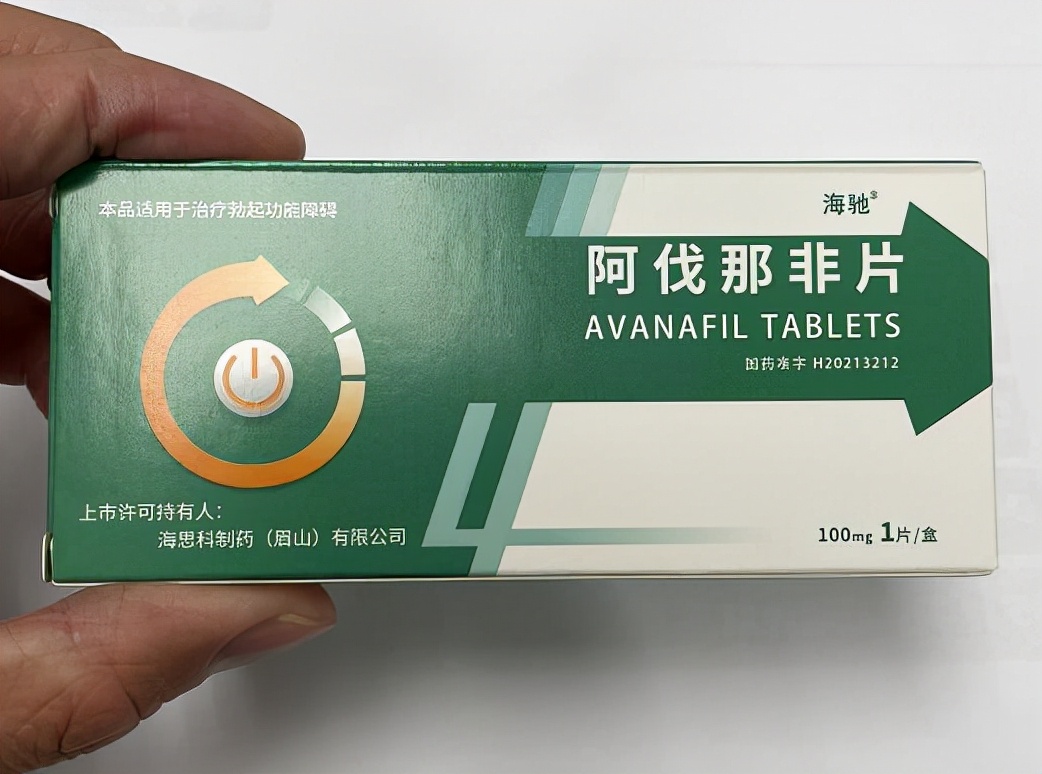 本品适用于治疗勃起功能障碍
海驰®
阿伐那非片
AVANAFIL TABLETS
国药准字 H20213212
上市许可持有人：
海思科制药（眉山）有限公司
100mg 1片/盒